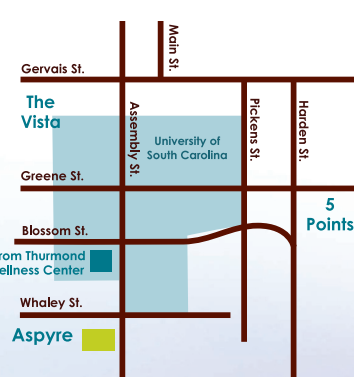 Main St.
Gervais St.
The
Vista
Assembly St.
University of
South Carolina
Pickens St.
Harden St.
Greene St.
5
Points
Blossom St.
rom Thurmond
ellness Center
Whaley St.
Aspyre